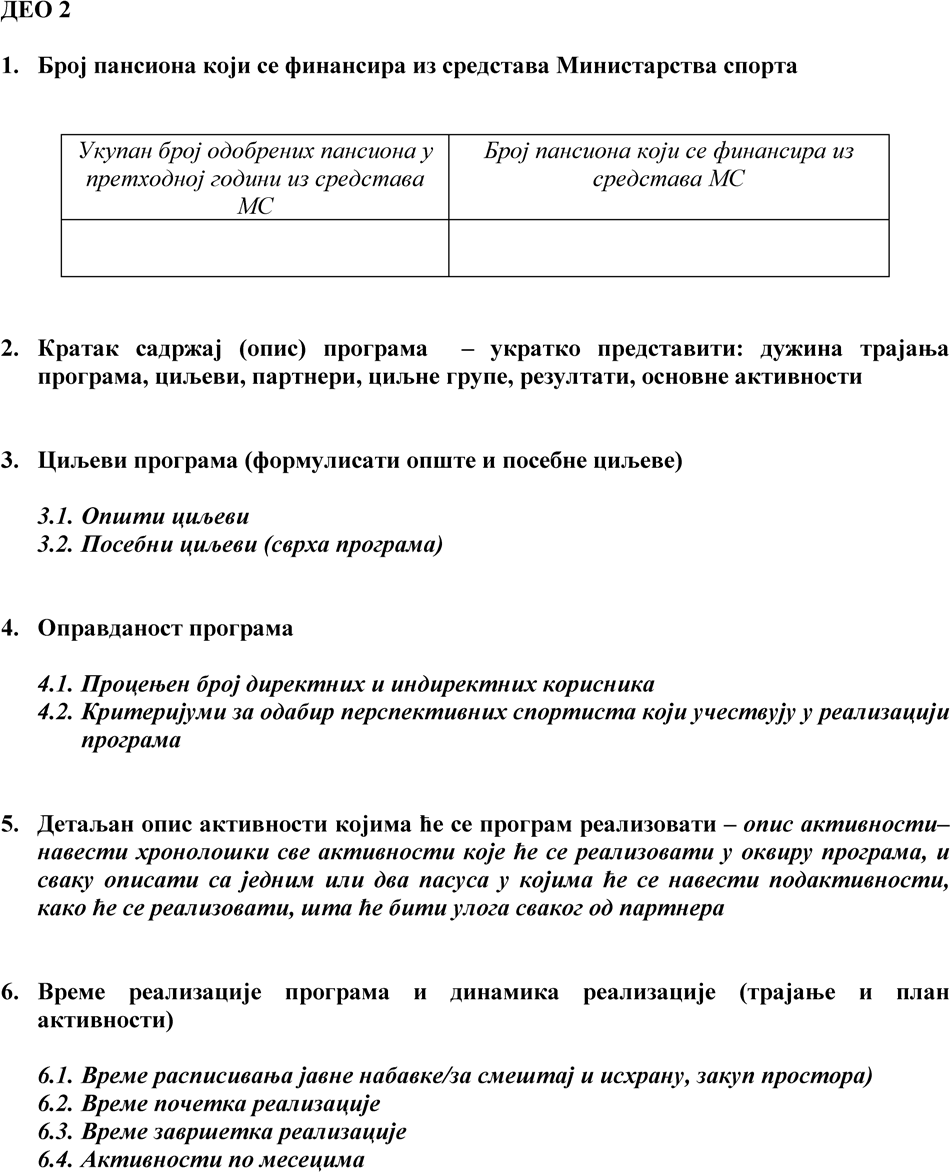 ДЕО 2
1. Број пансиона који се финансира из средстава Министарства спорта
Укупан број одобрених пансиона у
претходној години из средстава
МС
Број пансиона који се финансира из
средстава МС
2. Кратак садржај (опис) програма – укратко представити: дужина трајања
програма, циљеви, партнери, циљне групе, резултати, основне активности
3. Циљеви програма (формулисати опште и посебне циљеве)
3.1. Општи циљеви
3.2. Посебни циљеви (сврха програма)
4. Оправданост програма
4.1. Процењен број директних и индиректних корисника
4.2. Критеријуми за одабир перспективних спортиста који учествују у реализацији
програма
5. Детаљан опис активности којима ће се програм реализовати – опис активности–
навести хронолошки све активности које ће се реализовати у оквиру програма, и
сваку описати са једним или два пасуса у којима ће се навести подактивности,
како ће се реализовати, шта ће бити улога сваког од партнера
6. Време реализације програма и динамика реализације (трајање и план
активности)
6.1. Време расписивања јавне набавке/за смештај и исхрану, закуп простора)
6.2. Време почетка реализације
6.3. Време завршетка реализације
6.4. Активности по месецима